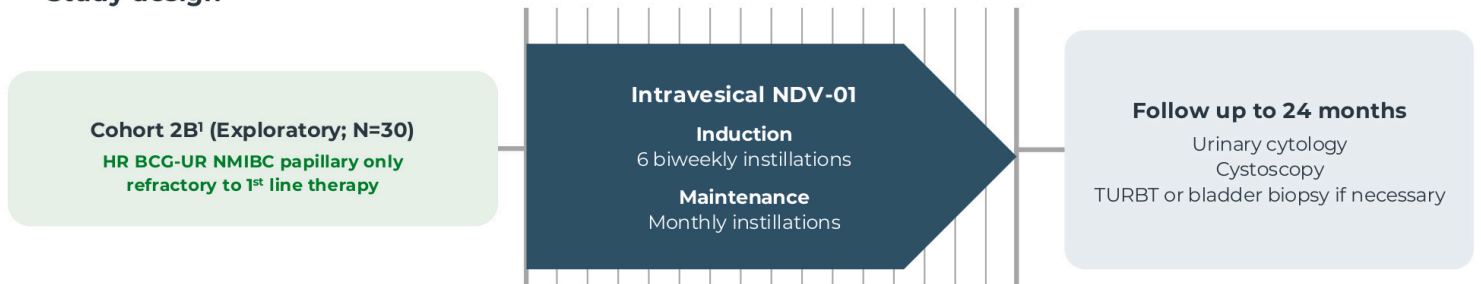 Study design
Cohort 2B¹ (Exploratory; N=30)
HR BCG-UR NMIBC papillary only
refractory to 1ˢᵗ line therapy
Intravesical NDV-01
Induction
6 biweekly instillations
Maintenance
Monthly instillations
Follow up to 24 months
Urinary cytology
Cystoscopy
TURBT or bladder biopsy if necessary